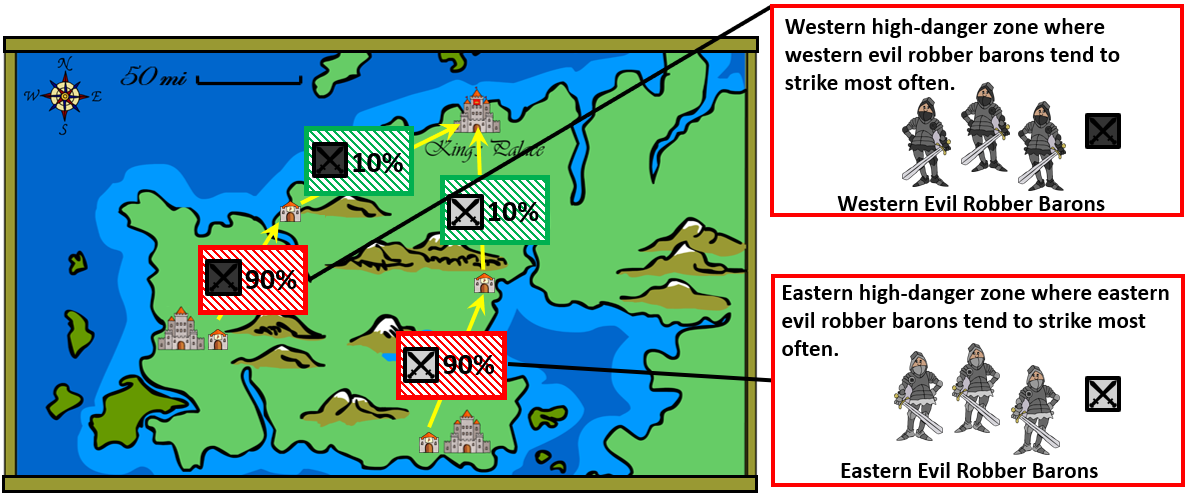 Western high-danger zone where
western evil robber barons tend to
strike most often.
Western Evil Robber Barons
N
W E
S
50 mi
King's Palace
10%
10%
90%
90%
Eastern high-danger zone where eastern
evil robber barons tend to strike most
often.
Eastern Evil Robber Barons